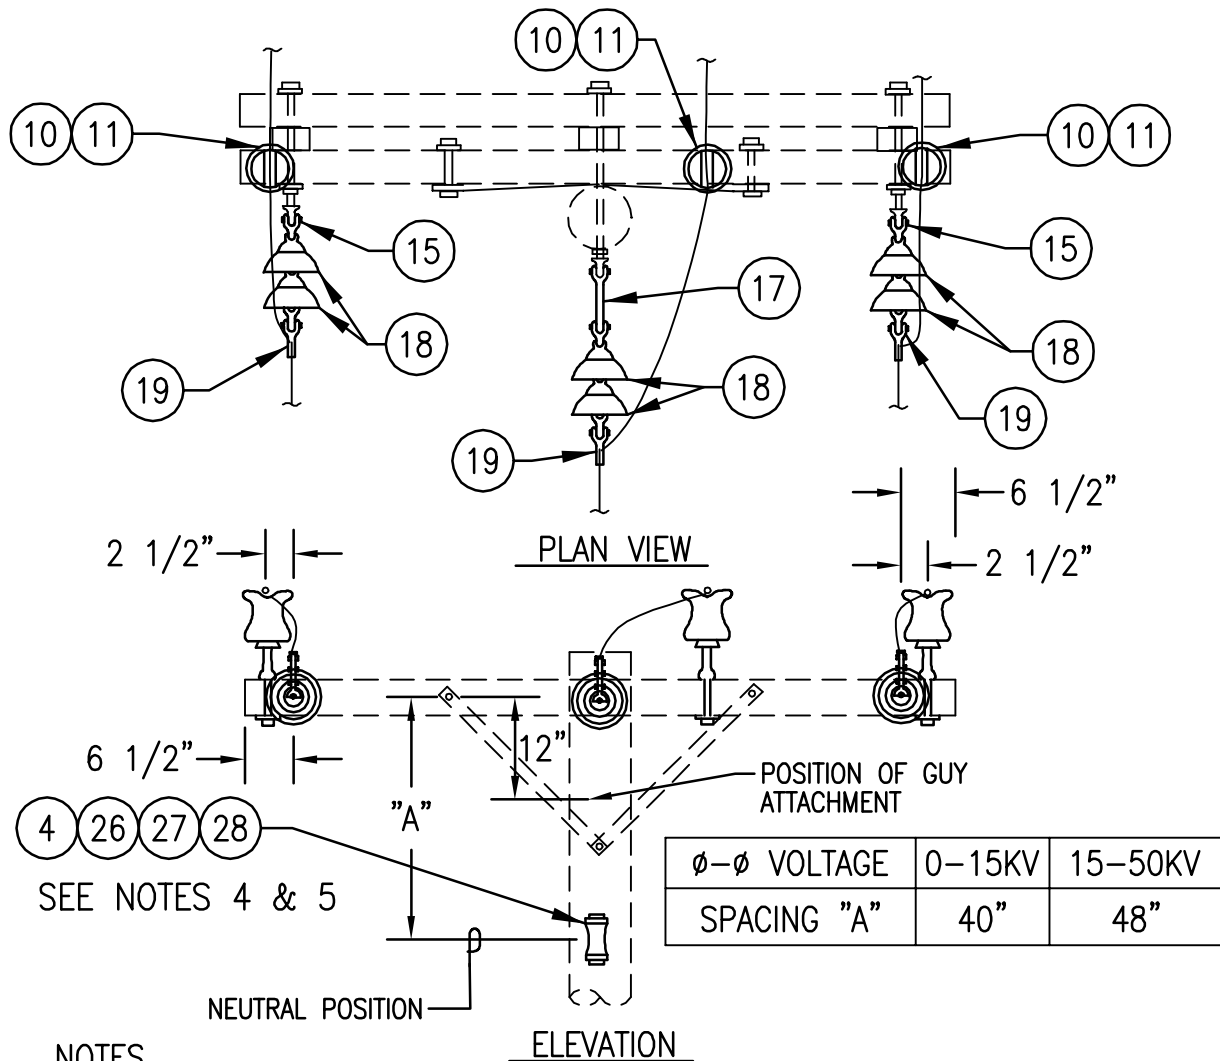 10 11
10 11
10 11
15
15
17
18
18
18
19
19
19
6 1/2"
2 1/2"
PLAN VIEW
2 1/2"
6 1/2"
12"
POSITION OF GUY
ATTACHMENT
"A"
4 26 27 28
SEE NOTES 4 & 5
ø-ø VOLTAGE 0-15KV 15-50KV
SPACING "A" 40" 48"
NEUTRAL POSITION
ELEVATION
NOTES